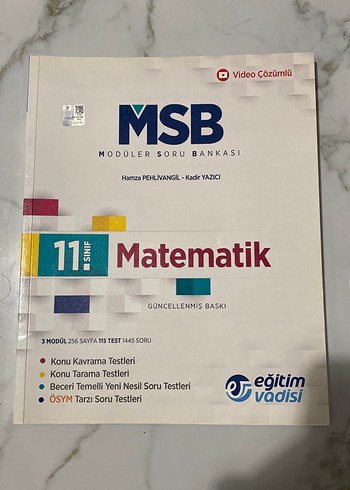 Video Çözümlü
MSB
MODÜLER SORU BANKASI
Hamza PEHLİVANGİL - Kadir YAZICI
11. SINIF
Matematik
GÜNCELLENMİŞ BASKI
3 MODÜL 256 SAYFA 115 TEST 1445 SORU
Konu Kavrama Testleri
Konu Tarama Testleri
Beceri Temelli Yeni Nesil Soru Testleri
ÖSYM Tarzı Soru Testleri
eğitim
vadisi